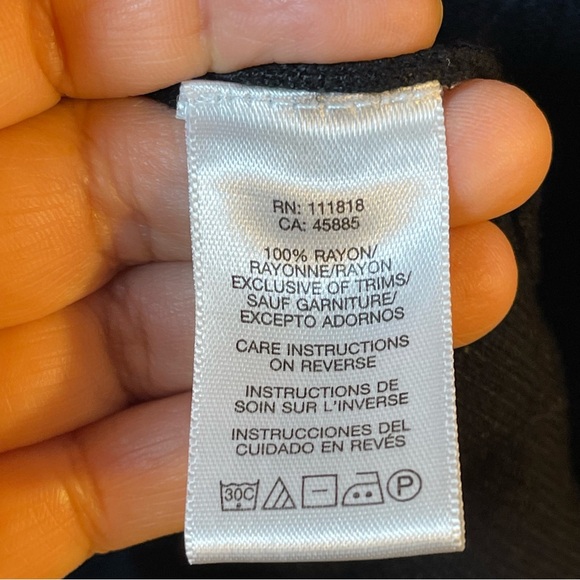 RN: 111818
CA: 45885
100% RAYON/
RAYONNE/RAYON
EXCLUSIVE OF TRIMS/
SAUF GARNITURE/
EXCEPTO ADORNOS
CARE INSTRUCTIONS
ON REVERSE
INSTRUCTIONS DE
SOIN SUR L'INVERSE
INSTRUCCIONES DEL
CUIDADO EN REVÉS
30C P